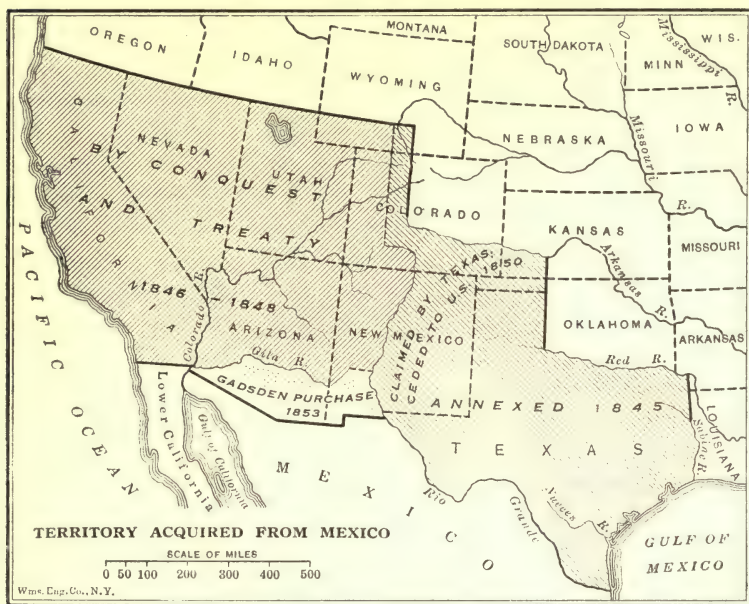 MONTANA
OREGON
IDAHO
WYOMING
SOUTH DAKOTA
WIS.
MINN
Mississippi R.
IOWA
Missouri R.
NEBRASKA
CALIFORNIA
NEVADA
UTAH
BY CONQUEST
AND TREATY
1846 - 1848
COLORADO
KANSAS
MISSOURI
Arkansas R.
CLAIMED BY TEXAS;
CEDED TO U.S. 1850
Colorado R.
ARIZONA
NEW MEXICO
OKLAHOMA
ARKANSAS
Gila R.
Red R.
GADSDEN PURCHASE
1853
ANNEXED 1845
TEXAS
LOUISIANA
Sabine R.
PACIFIC OCEAN
Lower California
Gulf of California
MEXICO
Rio Grande
Nueces R.
GULF OF
MEXICO
TERRITORY ACQUIRED FROM MEXICO
SCALE OF MILES
0 50 100 200 300 400 500
Wms. Eng. Co., N.Y.